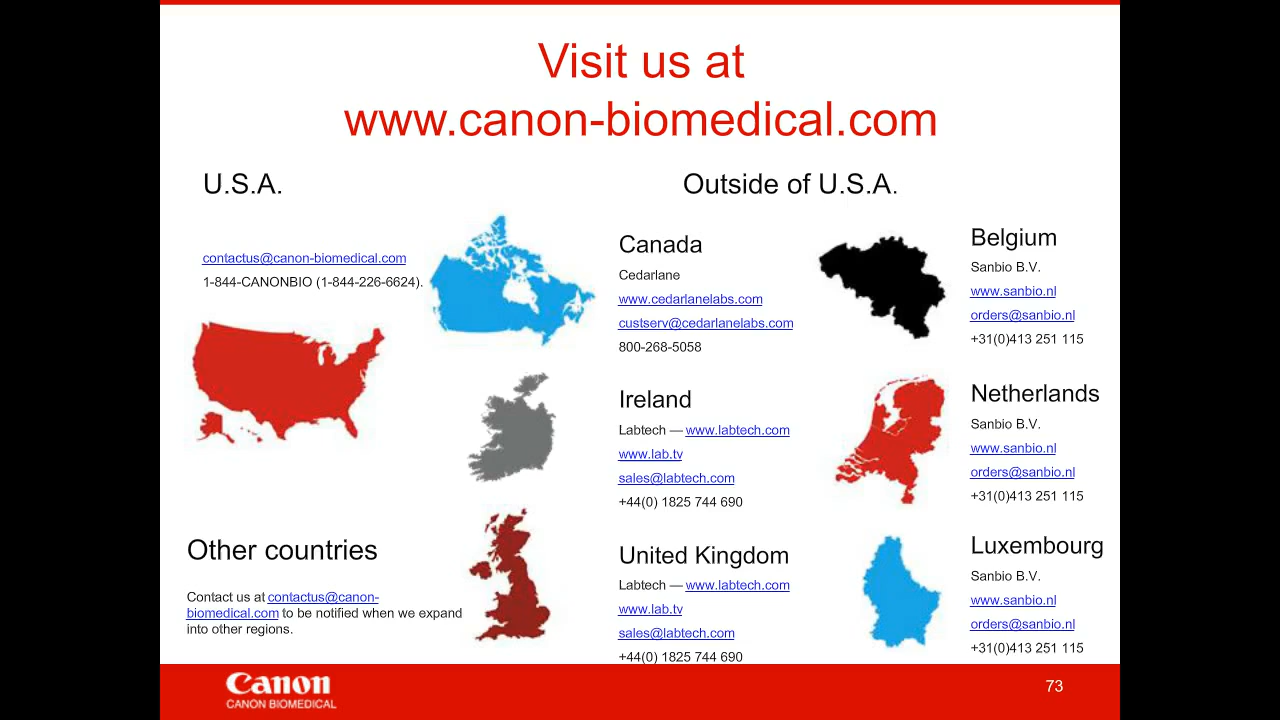 Visit us at
www.canon-biomedical.com
U.S.A.
contactus@canon-biomedical.com
1-844-CANONBIO (1-844-226-6624).
Other countries
Contact us at contactus@canon-
biomedical.com to be notified when we expand
into other regions.
Outside of U.S.A.
Canada
Cedarlane
www.cedarlanelabs.com
custserv@cedarlanelabs.com
800-268-5058
Ireland
Labtech — www.labtech.com
www.lab.tv
sales@labtech.com
+44(0) 1825 744 690
United Kingdom
Labtech — www.labtech.com
www.lab.tv
sales@labtech.com
+44(0) 1825 744 690
Belgium
Sanbio B.V.
www.sanbio.nl
orders@sanbio.nl
+31(0)413 251 115
Netherlands
Sanbio B.V.
www.sanbio.nl
orders@sanbio.nl
+31(0)413 251 115
Luxembourg
Sanbio B.V.
www.sanbio.nl
orders@sanbio.nl
+31(0)413 251 115
Canon
CANON BIOMEDICAL
73